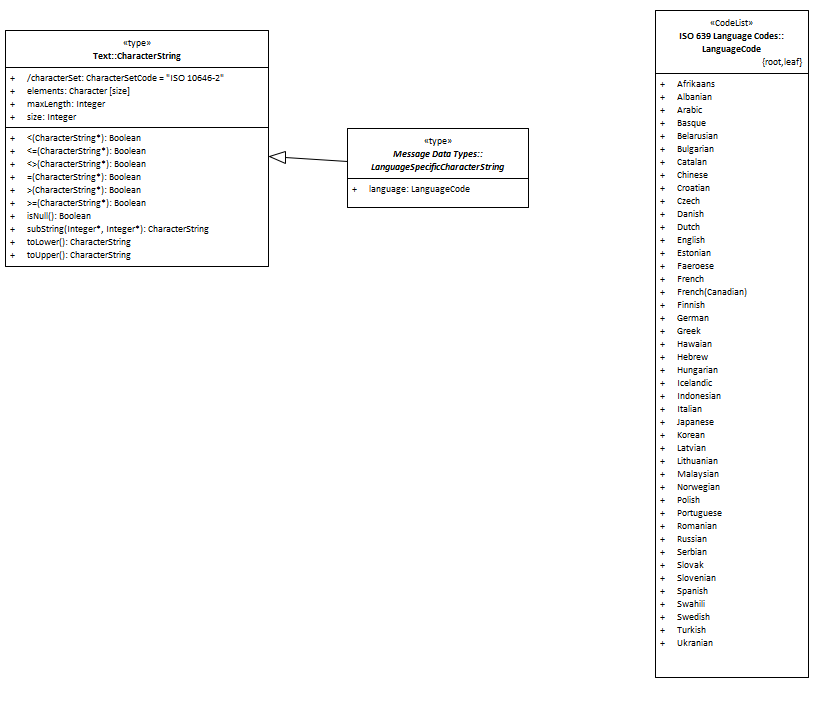 «type»
Text::CharacterString
+ /characterSet: CharacterSetCode = "ISO 10646-2"
+ elements: Character [size]
+ maxLength: Integer
+ size: Integer
+ <(CharacterString*): Boolean
+ <=(CharacterString*): Boolean
+ <>(CharacterString*): Boolean
+ =(CharacterString*): Boolean
+ >(CharacterString*): Boolean
+ >=(CharacterString*): Boolean
+ isNull(): Boolean
+ subString(Integer*, Integer*): CharacterString
+ toLower(): CharacterString
+ toUpper(): CharacterString
«type»
Message Data Types::
LanguageSpecificCharacterString
+ language: LanguageCode
«CodeList»
ISO 639 Language Codes::
LanguageCode
{root,leaf}
+ Afrikaans
+ Albanian
+ Arabic
+ Basque
+ Belarusian
+ Bulgarian
+ Catalan
+ Chinese
+ Croatian
+ Czech
+ Danish
+ Dutch
+ English
+ Estonian
+ Faeroese
+ French
+ French(Canadian)
+ Finnish
+ German
+ Greek
+ Hawaian
+ Hebrew
+ Hungarian
+ Icelandic
+ Indonesian
+ Italian
+ Japanese
+ Korean
+ Latvian
+ Lithuanian
+ Malaysian
+ Norwegian
+ Polish
+ Portuguese
+ Romanian
+ Russian
+ Serbian
+ Slovak
+ Slovenian
+ Spanish
+ Swahili
+ Swedish
+ Turkish
+ Ukranian